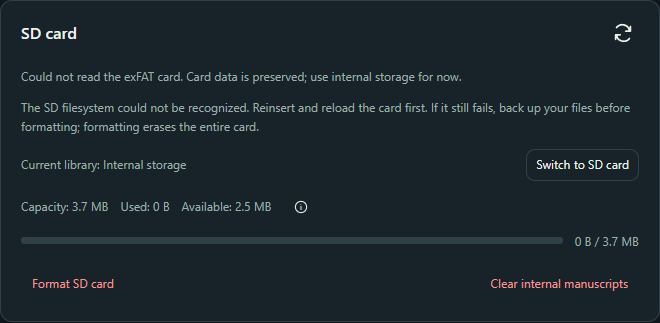 SD card
Could not read the exFAT card. Card data is preserved; use internal storage for now.
The SD filesystem could not be recognized. Reinsert and reload the card first. If it still fails, back up your files before
formatting; formatting erases the entire card.
Current library: Internal storage
Switch to SD card
Capacity: 3.7 MB Used: 0 B Available: 2.5 MB
0 B / 3.7 MB
Format SD card
Clear internal manuscripts